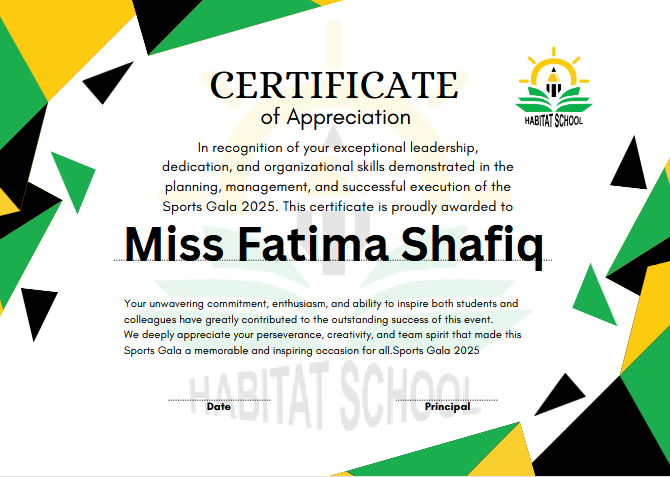 CERTIFICATE
of Appreciation
HABITAT SCHOOL
In recognition of your exceptional leadership,
dedication, and organizational skills demonstrated in the
planning, management, and successful execution of the
Sports Gala 2025. This certificate is proudly awarded to
Miss Fatima Shafiq
Your unwavering commitment, enthusiasm, and ability to inspire both students and
colleagues have greatly contributed to the outstanding success of this event.
We deeply appreciate your perseverance, creativity, and team spirit that made this
Sports Gala a memorable and inspiring occasion for all.Sports Gala 2025
HABITAT SCHOOL
Date
Principal